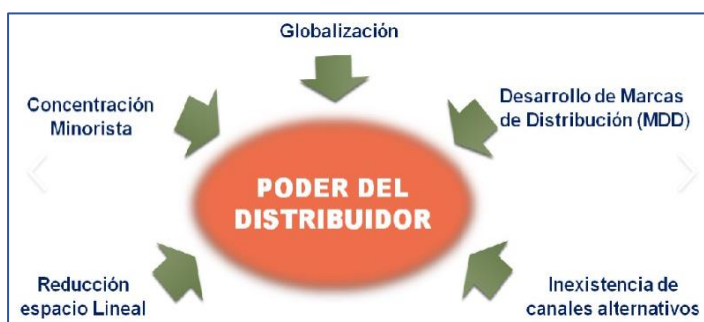 Globalización
Concentración
Minorista
Desarrollo de Marcas
de Distribución (MDD)
PODER DEL
DISTRIBUIDOR
Reducción
espacio Lineal
Inexistencia de
canales alternativos